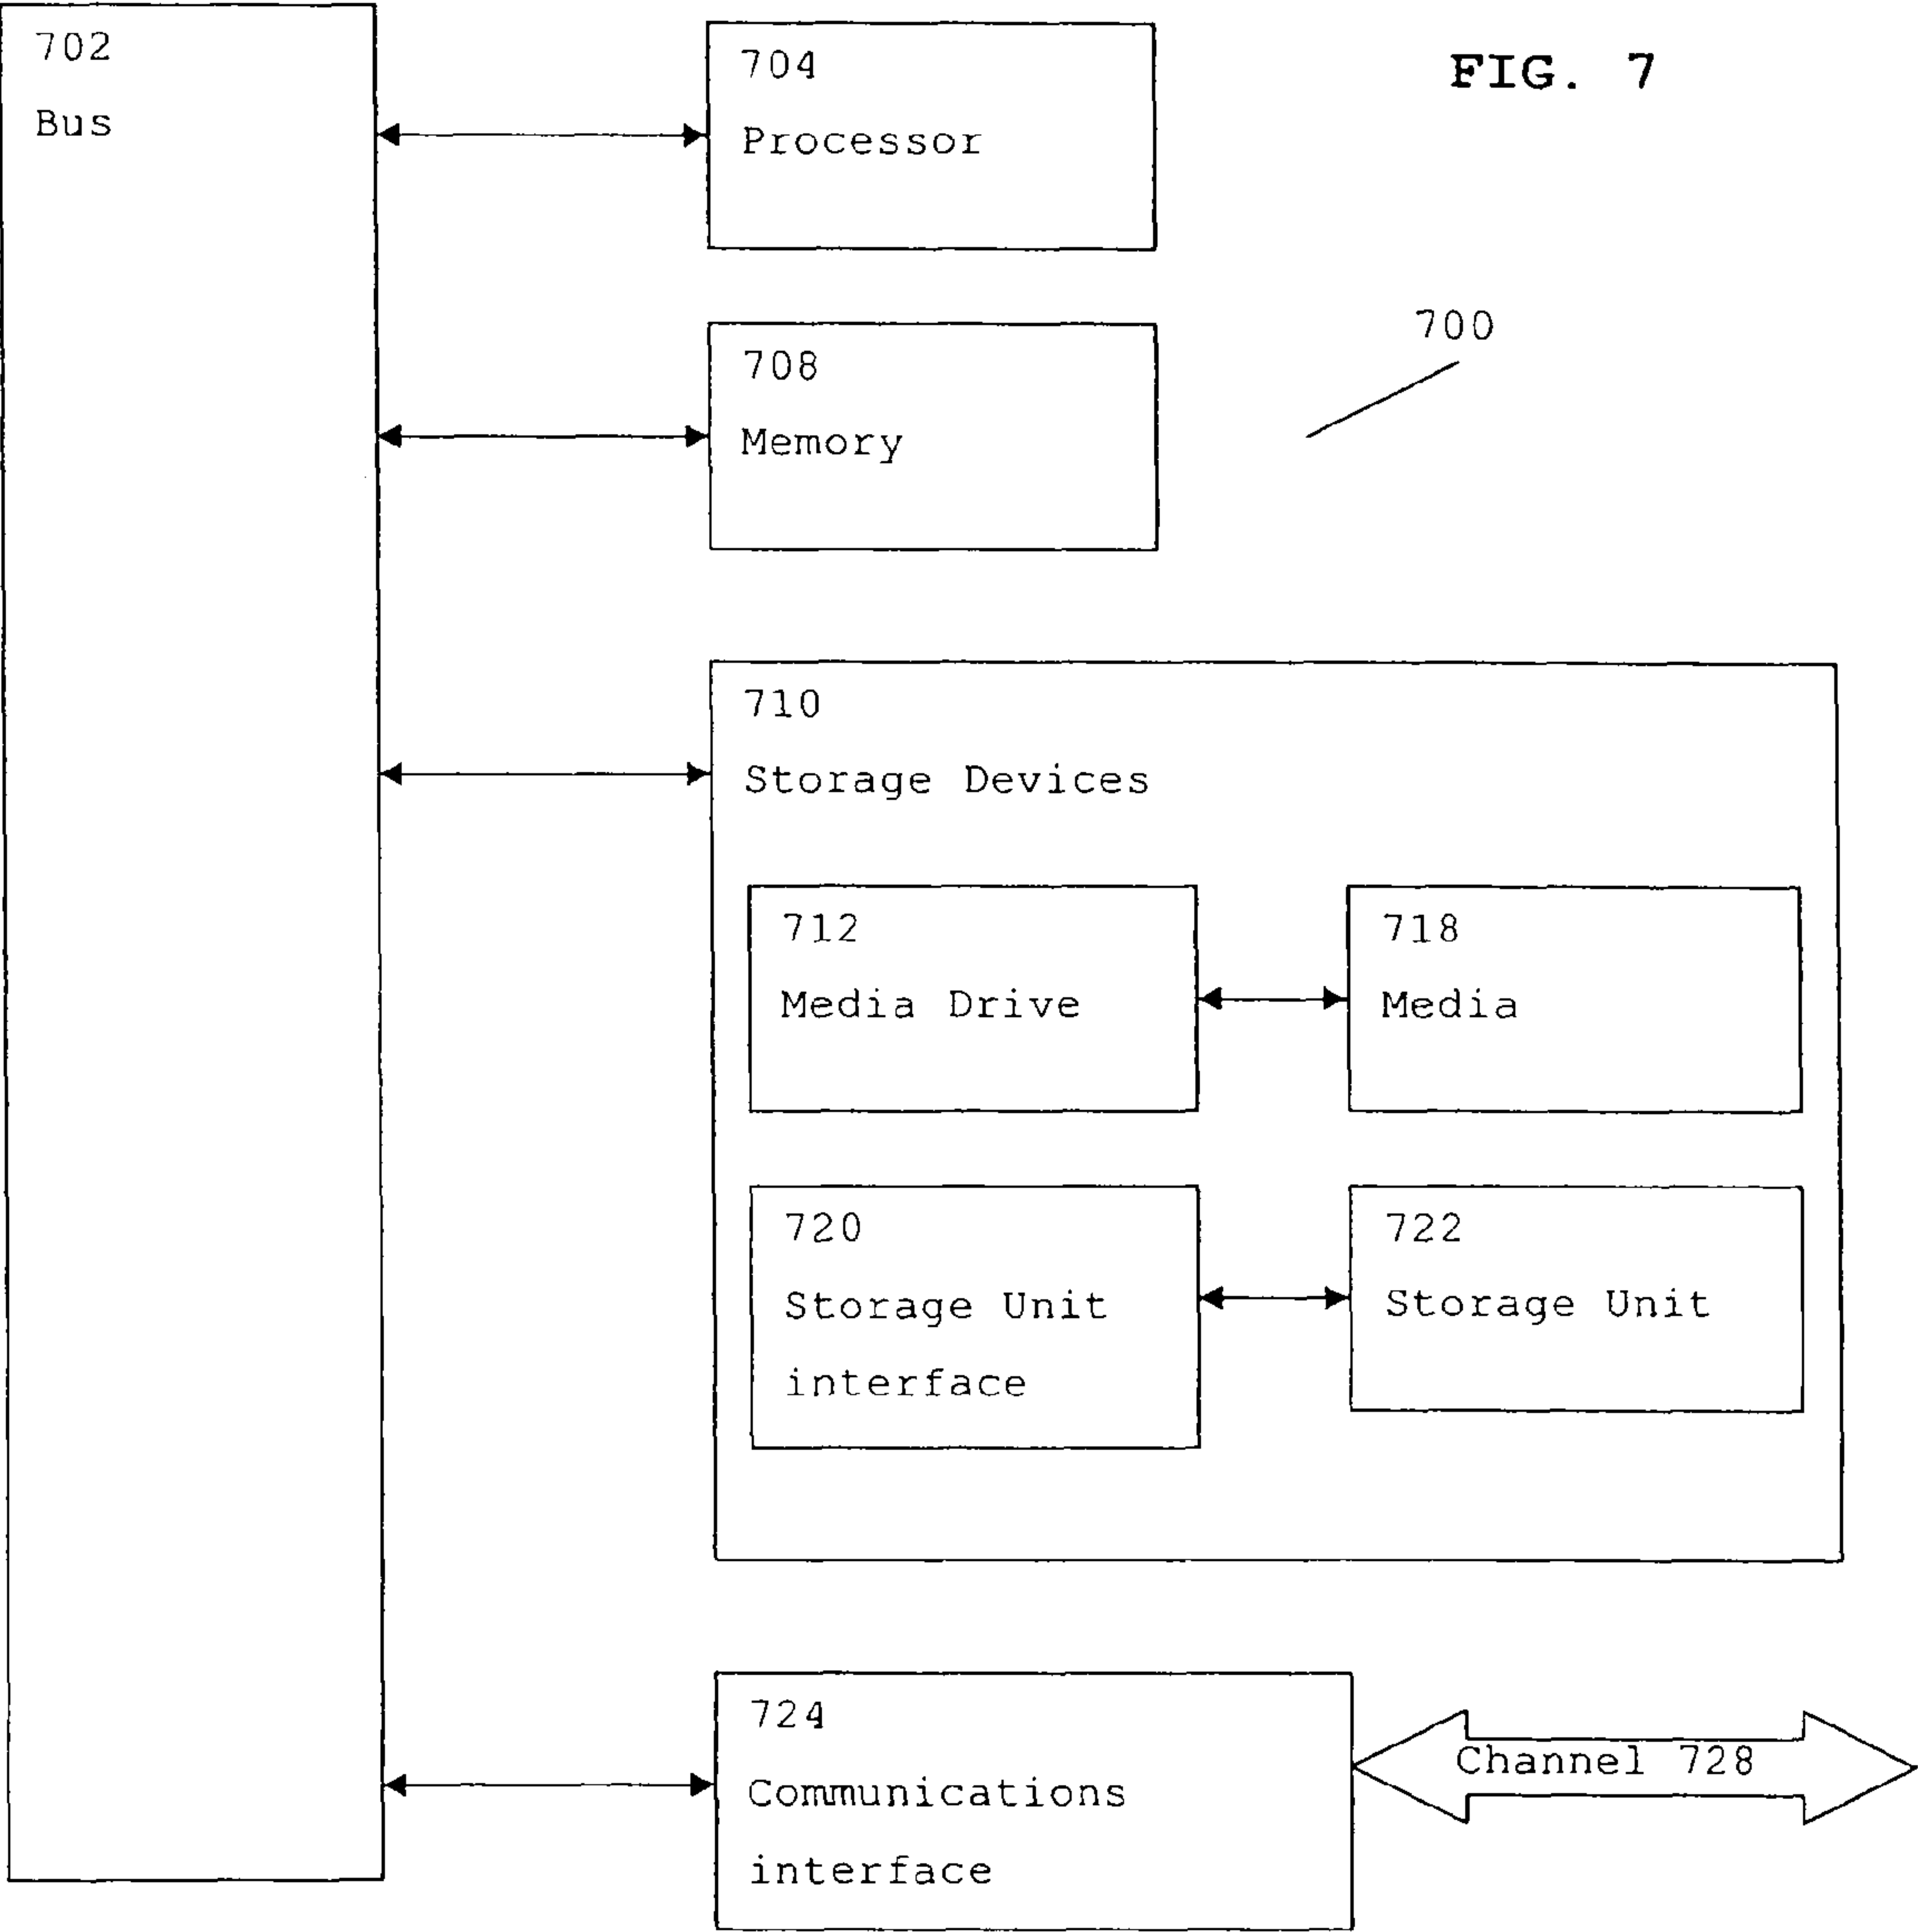 702
Bus
704
Processor
FIG. 7
708
Memory
700
710
Storage Devices
712
Media Drive
718
Media
720
Storage Unit
interface
722
Storage Unit
724
Communications
interface
Channel 728